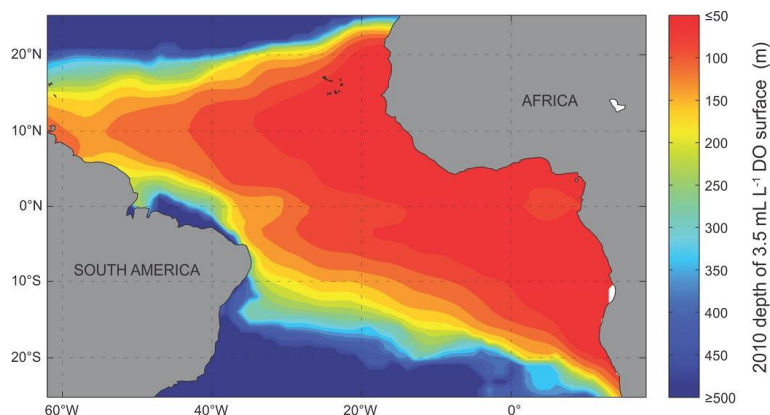 20°N
10°N
0°N
10°S
20°S
60°W
40°W
20°W
0°
AFRICA
SOUTH AMERICA
≤50
100
150
200
250
300
350
400
450
≥500
2010 depth of 3.5 mL L⁻¹ DO surface (m)